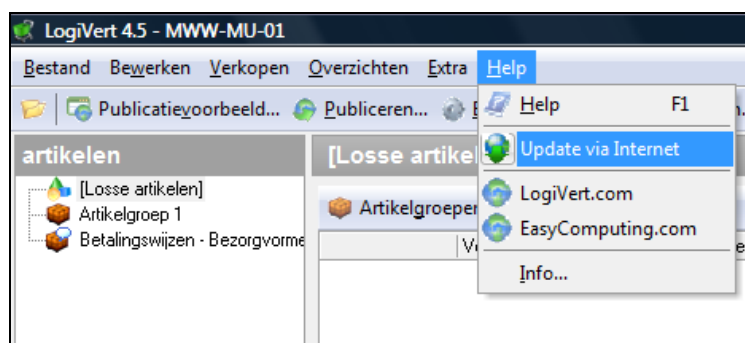 LogiVert 4.5 - MWW-MU-01
Bestand Bewerken Verkopen Overzichten Extra Help
Publicatievoorbeeld... Publiceren...
Help F1
Update via Internet
LogiVert.com
EasyComputing.com
Info...
artikelen
[Losse artikelen]
Artikelgroep 1
Betalingswijzen - Bezorgvorme
[Losse artike
Artikelgroeper